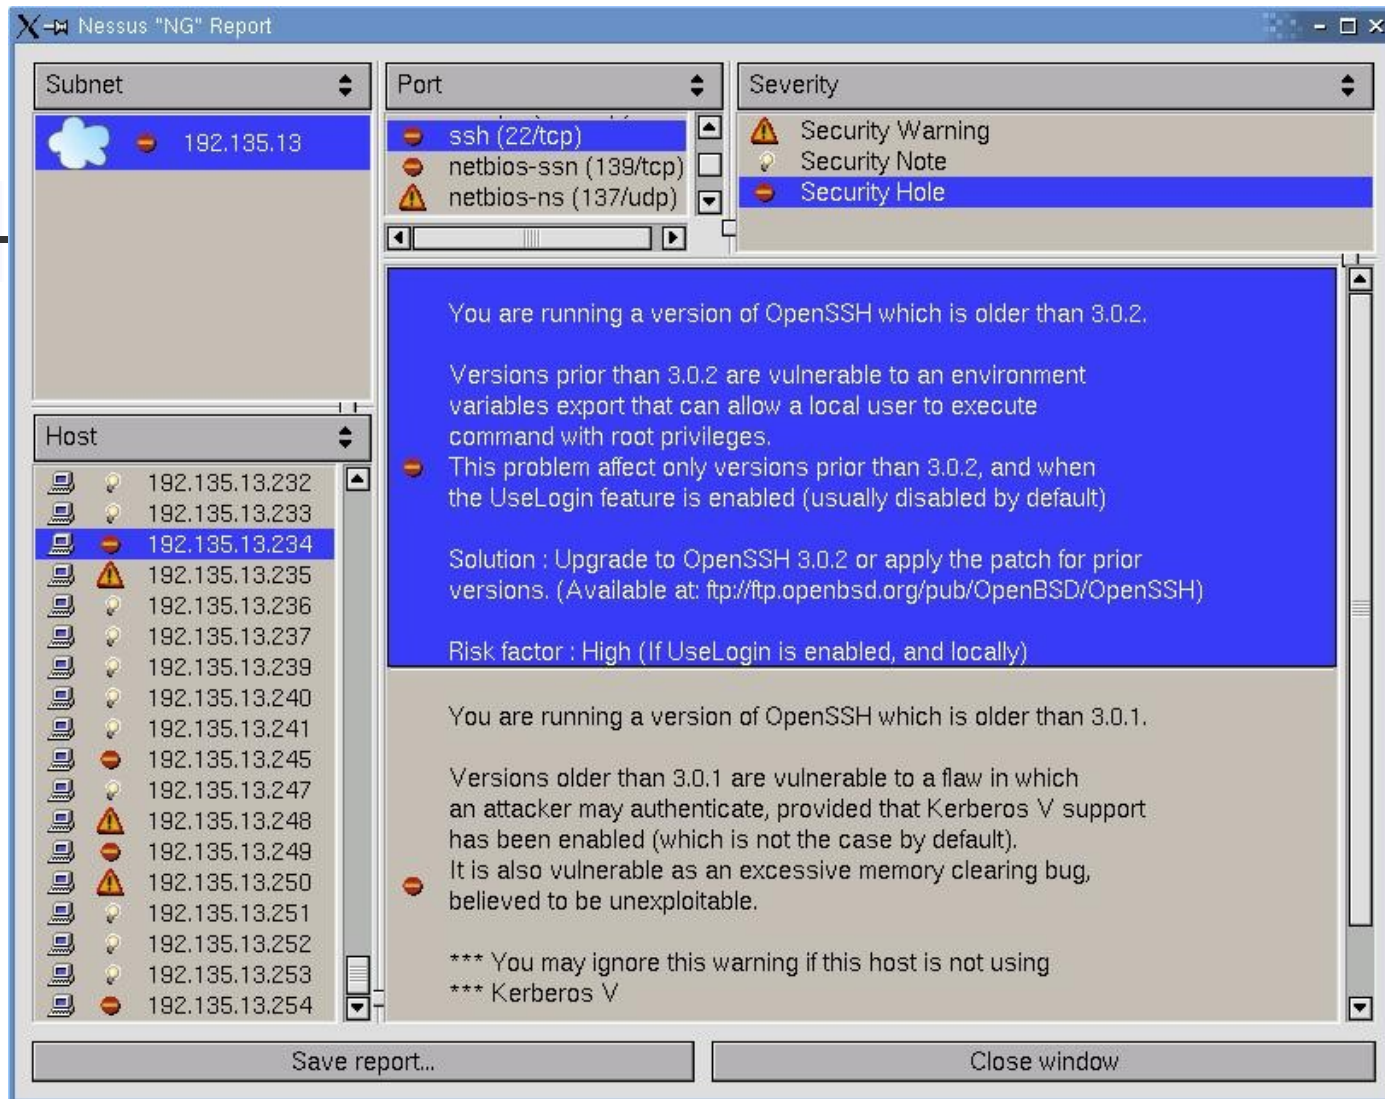 Nessus "NG" Report
Subnet
192.135.13
Port
ssh (22/tcp)
netbios-ssn (139/tcp)
netbios-ns (137/udp)
Severity
Security Warning
Security Note
Security Hole
Host
192.135.13.232
192.135.13.233
192.135.13.234
192.135.13.235
192.135.13.236
192.135.13.237
192.135.13.239
192.135.13.240
192.135.13.241
192.135.13.245
192.135.13.247
192.135.13.248
192.135.13.249
192.135.13.250
192.135.13.251
192.135.13.252
192.135.13.253
192.135.13.254
You are running a version of OpenSSH which is older than 3.0.2.
Versions prior than 3.0.2 are vulnerable to an environment
variables export that can allow a local user to execute
command with root privileges.
This problem affect only versions prior than 3.0.2, and when
the UseLogin feature is enabled (usually disabled by default)
Solution : Upgrade to OpenSSH 3.0.2 or apply the patch for prior
versions. (Available at: ftp://ftp.openbsd.org/pub/OpenBSD/OpenSSH)
Risk factor : High (If UseLogin is enabled, and locally)
You are running a version of OpenSSH which is older than 3.0.1.
Versions older than 3.0.1 are vulnerable to a flaw in which
an attacker may authenticate, provided that Kerberos V support
has been enabled (which is not the case by default).
It is also vulnerable as an excessive memory clearing bug,
believed to be unexploitable.
*** You may ignore this warning if this host is not using
*** Kerberos V
Save report...
Close window